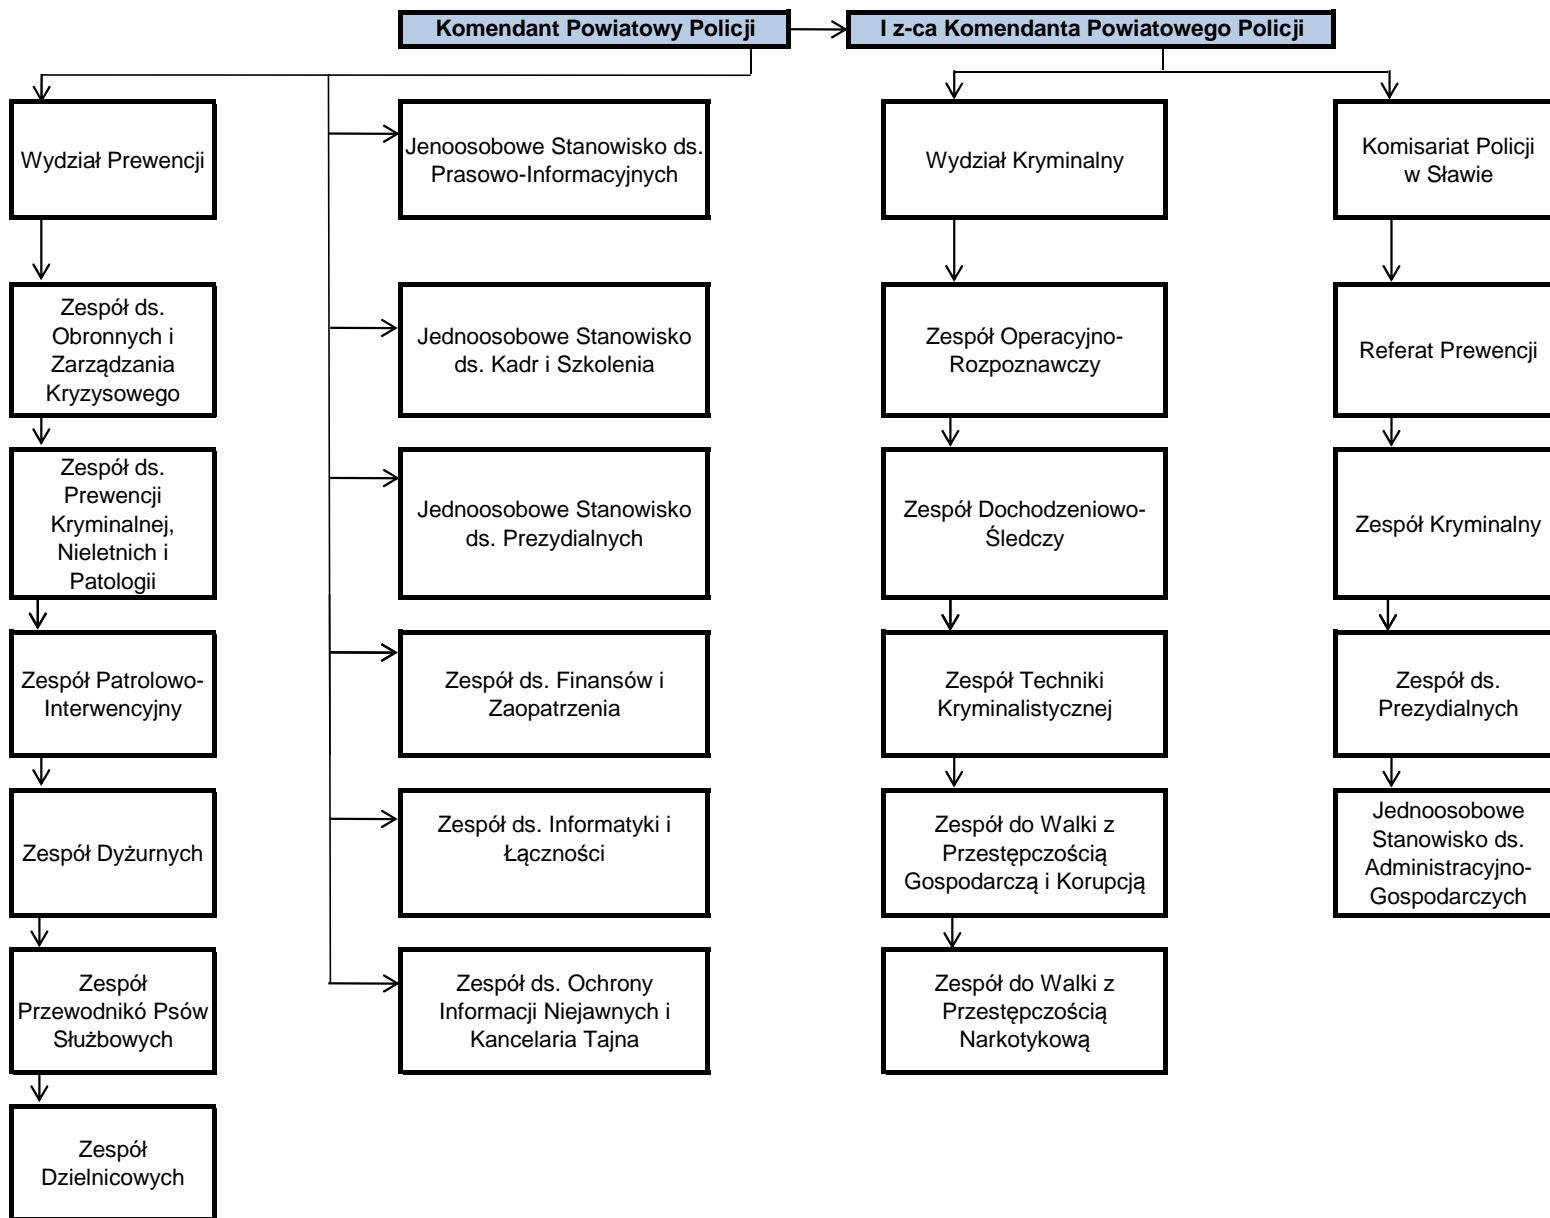 Komendant Powiatowy Policji
I z-ca Komendanta Powiatowego Policji
Wydział Prewencji
Zespół ds.
Obronnych i
Zarządzania
Kryzysowego
Zespół ds.
Prewencji
Kryminalnej,
Nieletnich i
Patologii
Zespół Patrolowo-
Interwencyjny
Zespół Dyżurnych
Zespół
Przewodnikó Psów
Służbowych
Zespół
Dzielnicowych
Jenoosobowe Stanowisko ds.
Prasowo-Informacyjnych
Jednoosobowe Stanowisko
ds. Kadr i Szkolenia
Jednoosobowe Stanowisko
ds. Prezydialnych
Zespół ds. Finansów i
Zaopatrzenia
Zespół ds. Informatyki i
Łączności
Zespół ds. Ochrony
Informacji Niejawnych i
Kancelaria Tajna
Wydział Kryminalny
Zespół Operacyjno-
Rozpoznawczy
Zespół Dochodzeniowo-
Śledczy
Zespół Techniki
Kryminalistycznej
Zespół do Walki z
Przestępczością
Gospodarczą i Korupcją
Zespół do Walki z
Przestępczością
Narkotykową
Komisariat Policji
w Sławie
Referat Prewencji
Zespół Kryminalny
Zespół ds.
Prezydialnych
Jednoosobowe
Stanowisko ds.
Administracyjno-
Gospodarczych